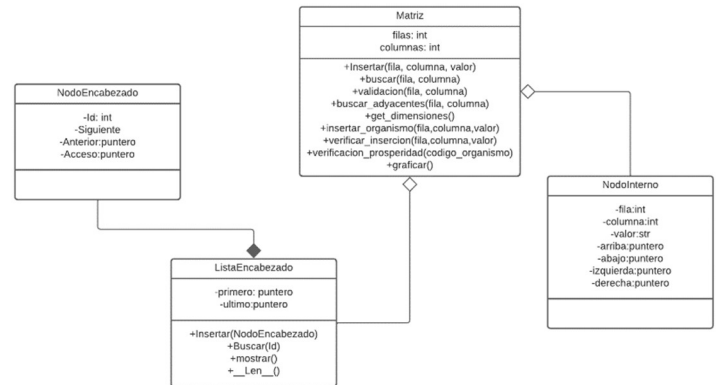 Matriz
filas: int
columnas: int
+Insertar(fila, columna, valor)
+buscar(fila, columna)
+validacion(fila, columna)
+buscar_adyacentes(fila, columna)
+get_dimensiones()
+insertar_organismo(fila,columna,valor)
+verificar_insercion(fila,columna,valor)
+verificacion_prosperidad(codigo_organismo)
+graficar()
NodoEncabezado
-Id: int
-Siguiente
-Anterior:puntero
-Acceso:puntero
NodoInterno
-fila:int
-columna:int
-valor:str
-arriba:puntero
-abajo:puntero
-izquierda:puntero
-derecha:puntero
ListaEncabezado
-primero: puntero
-ultimo:puntero
+Insertar(NodoEncabezado)
+Buscar(Id)
+mostrar()
+__Len__()